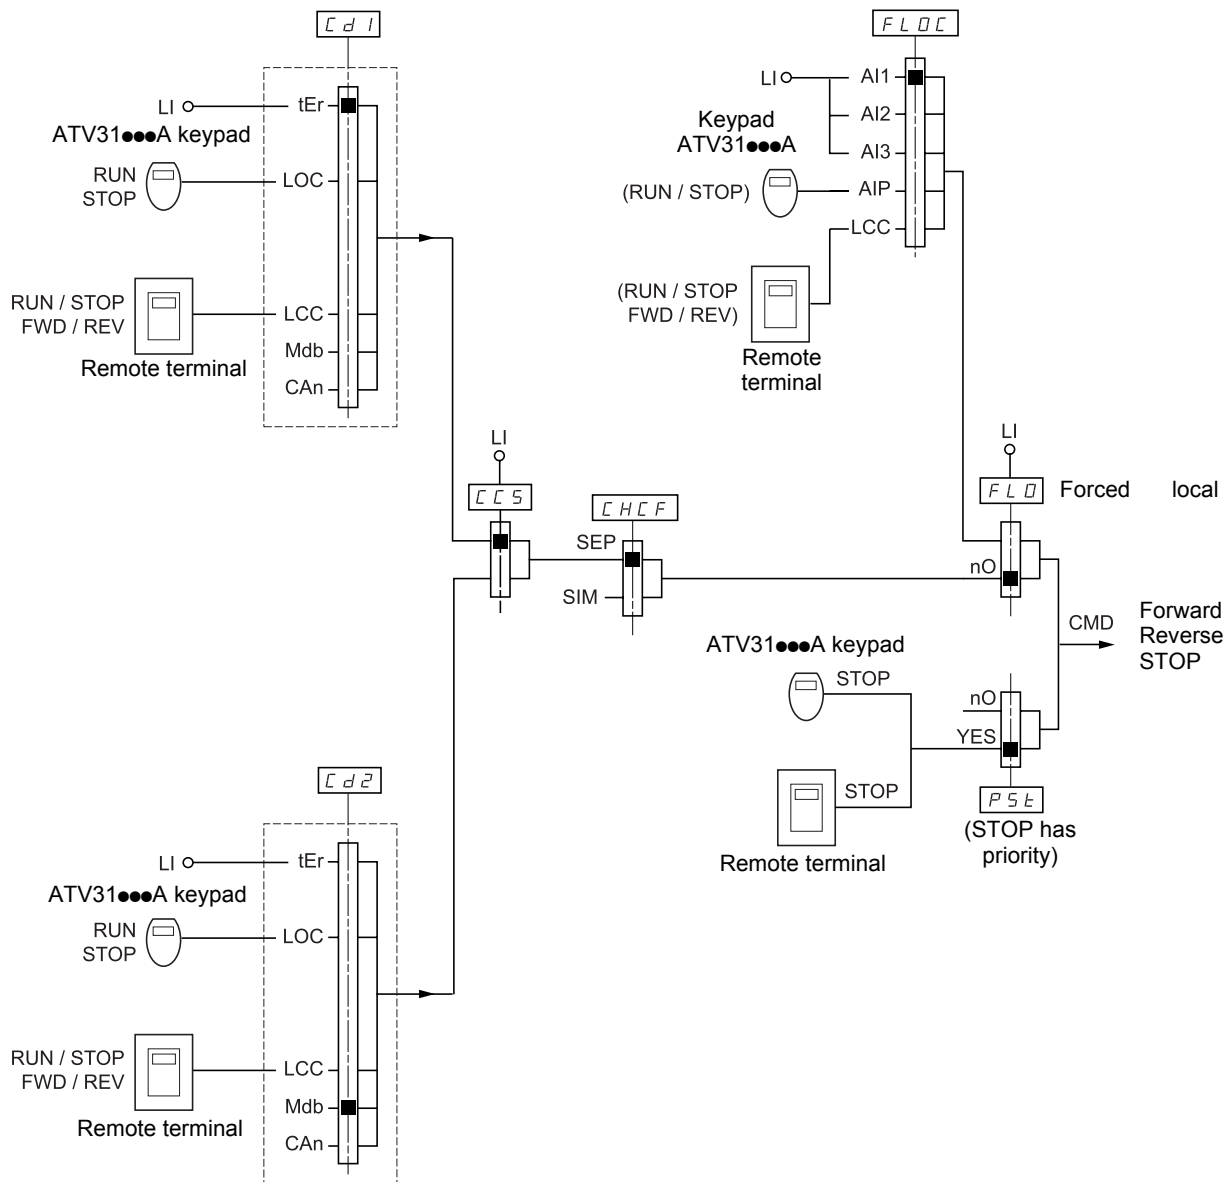 Cd1
LI
tEr
ATV31●●●A keypad
RUN
STOP
LOC
RUN / STOP
FWD / REV
LCC
Remote terminal
Mdb
CAn
FLOC
LI
AI1
AI2
AI3
Keypad
ATV31●●●A
(RUN / STOP)
AIP
LCC
(RUN / STOP
FWD / REV)
Remote
terminal
LI
CCS
CHCF
SEP
SIM
LI
FLO
Forced local
nO
CMD
Forward
Reverse
STOP
ATV31●●●A keypad
STOP
STOP
Remote terminal
nO
YES
PSt
(STOP has
priority)
Cd2
LI
tEr
ATV31●●●A keypad
RUN
STOP
LOC
RUN / STOP
FWD / REV
LCC
Remote terminal
Mdb
CAn